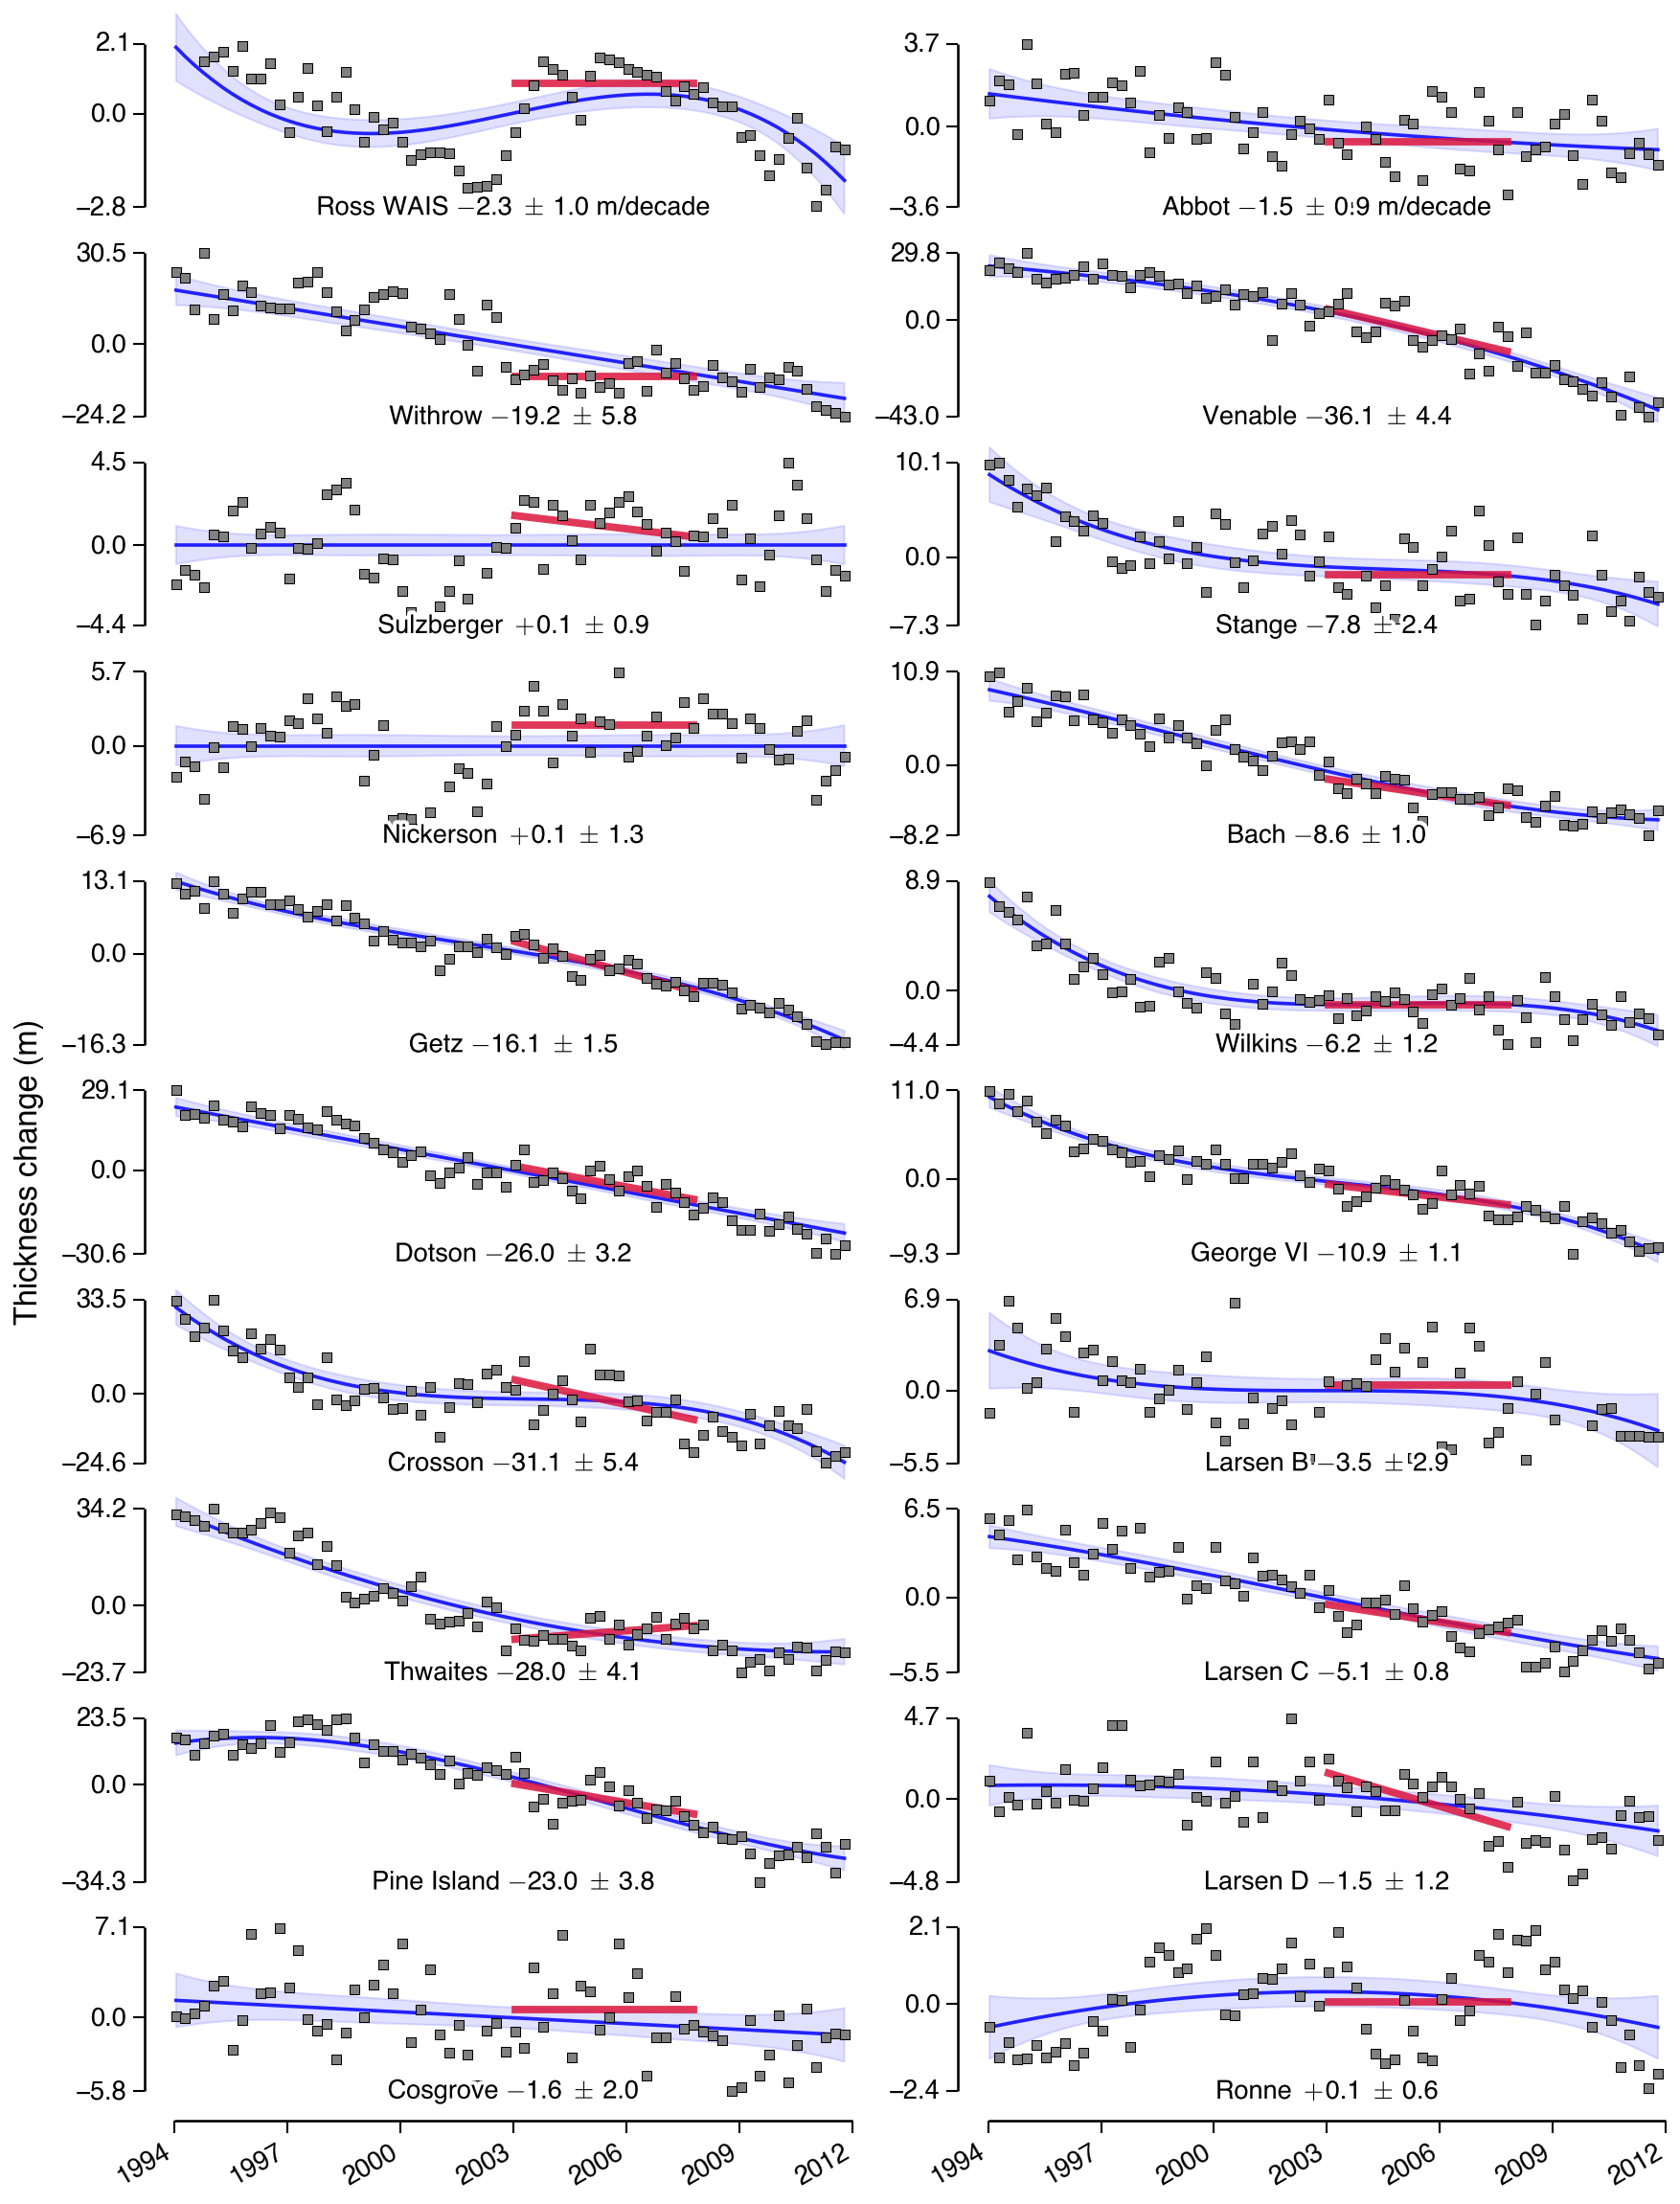 Thickness change (m)
2.1
0.0
−2.8
Ross WAIS −2.3 ± 1.0 m/decade
3.7
0.0
−3.6
Abbot −1.5 ± 0.9 m/decade
30.5
0.0
−24.2
Withrow −19.2 ± 5.8
29.8
0.0
−43.0
Venable −36.1 ± 4.4
4.5
0.0
−4.4
Sulzberger +0.1 ± 0.9
10.1
0.0
−7.3
Stange −7.8 ± 2.4
5.7
0.0
−6.9
Nickerson +0.1 ± 1.3
10.9
0.0
−8.2
Bach −8.6 ± 1.0
13.1
0.0
−16.3
Getz −16.1 ± 1.5
8.9
0.0
−4.4
Wilkins −6.2 ± 1.2
29.1
0.0
−30.6
Dotson −26.0 ± 3.2
11.0
0.0
−9.3
George VI −10.9 ± 1.1
33.5
0.0
−24.6
Crosson −31.1 ± 5.4
6.9
0.0
−5.5
Larsen B −3.5 ± 2.9
34.2
0.0
−23.7
Thwaites −28.0 ± 4.1
6.5
0.0
−5.5
Larsen C −5.1 ± 0.8
23.5
0.0
−34.3
Pine Island −23.0 ± 3.8
4.7
0.0
−4.8
Larsen D −1.5 ± 1.2
7.1
0.0
−5.8
Cosgrove −1.6 ± 2.0
2.1
0.0
−2.4
Ronne +0.1 ± 0.6
1994 1997 2000 2003 2006 2009 2012
1994 1997 2000 2003 2006 2009 2012